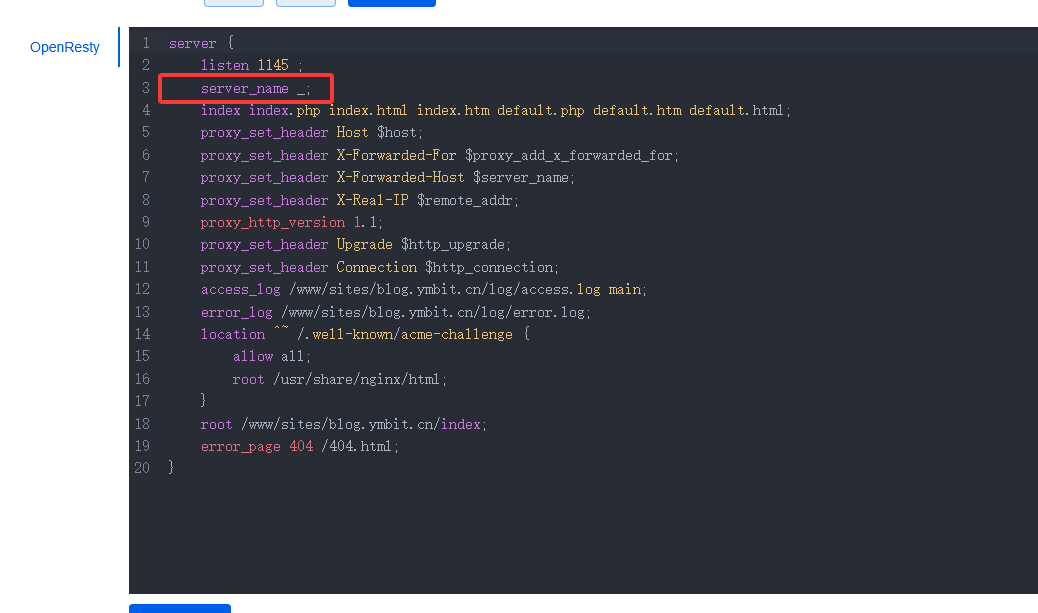 OpenResty
1 server {
2 listen 1145 ;
3 server_name _;
4 index index.php index.html index.htm default.php default.htm default.html;
5 proxy_set_header Host $host;
6 proxy_set_header X-Forwarded-For $proxy_add_x_forwarded_for;
7 proxy_set_header X-Forwarded-Host $server_name;
8 proxy_set_header X-Real-IP $remote_addr;
9 proxy_http_version 1.1;
10 proxy_set_header Upgrade $http_upgrade;
11 proxy_set_header Connection $http_connection;
12 access_log /www/sites/blog.ymbit.cn/log/access.log main;
13 error_log /www/sites/blog.ymbit.cn/log/error.log;
14 location ^~ /.well-known/acme-challenge {
15 allow all;
16 root /usr/share/nginx/html;
17 }
18 root /www/sites/blog.ymbit.cn/index;
19 error_page 404 /404.html;
20 }